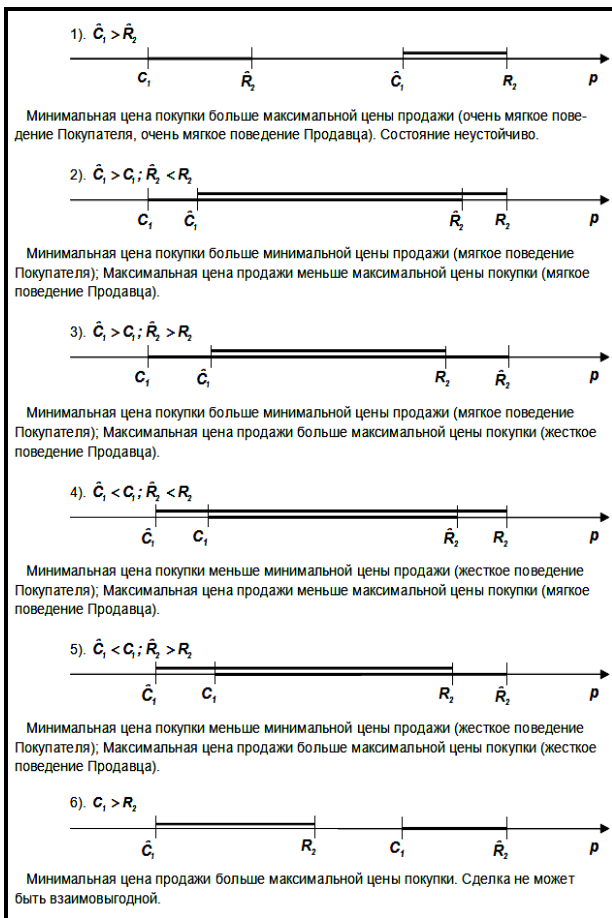 1). Ĉ₁ > R̂₂
C₁ R̂₂ Ĉ₁ R₂ p
Минимальная цена покупки больше максимальной цены продажи (очень мягкое пове-
дение Покупателя, очень мягкое поведение Продавца). Состояние неустойчиво.
2). Ĉ₁ > C₁; R̂₂ < R₂
C₁ Ĉ₁ R̂₂ R₂ p
Минимальная цена покупки больше минимальной цены продажи (мягкое поведение
Покупателя); Максимальная цена продажи меньше максимальной цены покупки (мягкое
поведение Продавца).
3). Ĉ₁ > C₁; R̂₂ > R₂
C₁ Ĉ₁ R₂ R̂₂ p
Минимальная цена покупки больше минимальной цены продажи (мягкое поведение
Покупателя); Максимальная цена продажи больше максимальной цены покупки (жесткое
поведение Продавца).
4). Ĉ₁ < C₁; R̂₂ < R₂
Ĉ₁ C₁ R̂₂ R₂ p
Минимальная цена покупки меньше минимальной цены продажи (жесткое поведение
Покупателя); Максимальная цена продажи меньше максимальной цены покупки (мягкое
поведение Продавца).
5). Ĉ₁ < C₁; R̂₂ > R₂
Ĉ₁ C₁ R₂ R̂₂ p
Минимальная цена покупки меньше минимальной цены продажи (жесткое поведение
Покупателя); Максимальная цена продажи больше максимальной цены покупки (жесткое
поведение Продавца).
6). C₁ > R₂
Ĉ₁ R₂ C₁ R̂₂ p
Минимальная цена продажи больше максимальной цены покупки. Сделка не может
быть взаимовыгодной.